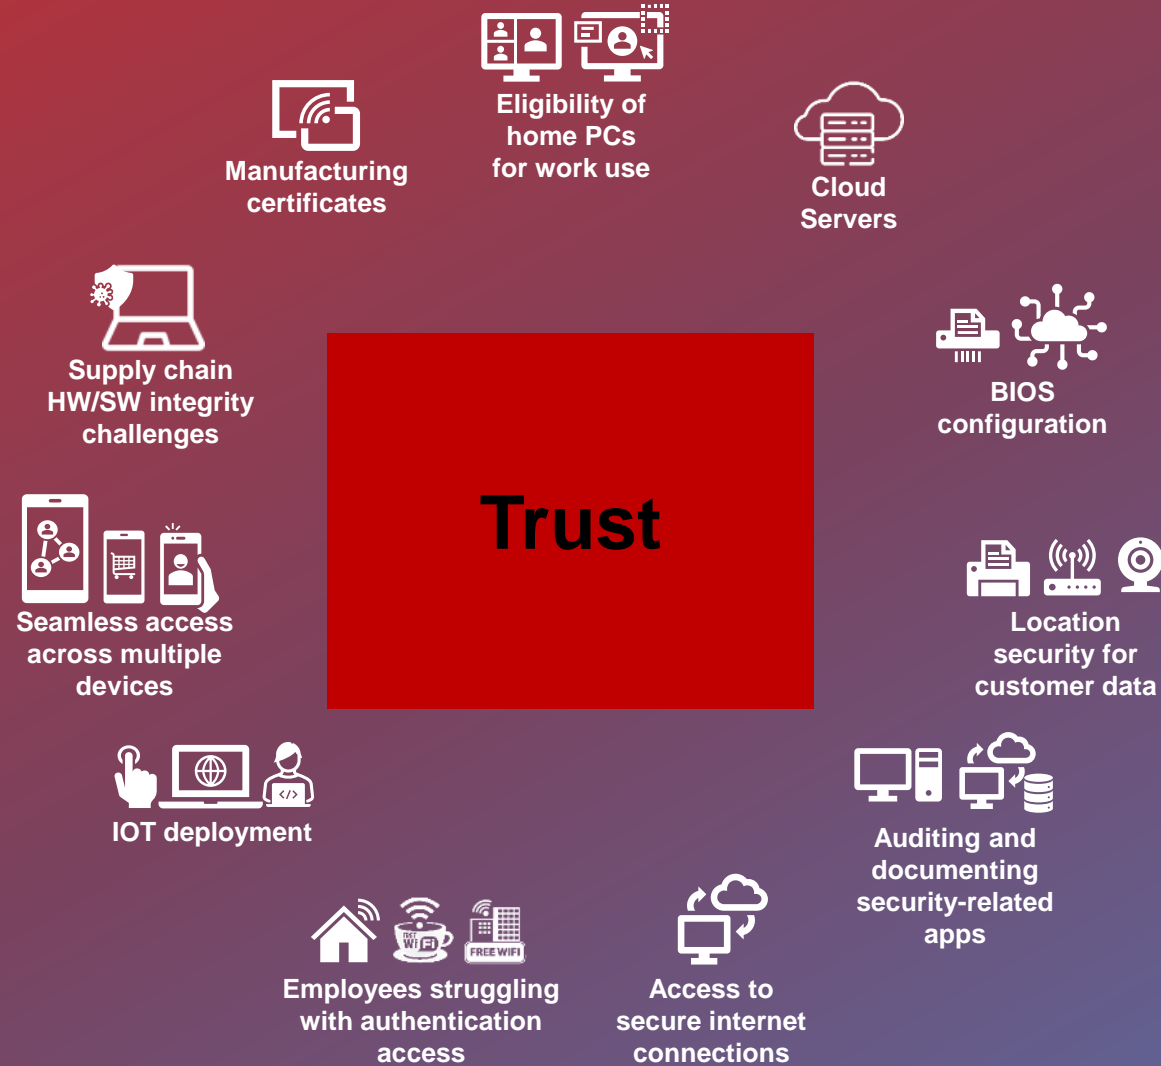 Eligibility of
home PCs
for work use
Manufacturing
certificates
Cloud
Servers
Supply chain
HW/SW integrity
challenges
BIOS
configuration
Trust
Seamless access
across multiple
devices
Location
security for
customer data
IOT deployment
</>
Auditing and
documenting
security-related
apps
FREE
WiFi
FREE WIFI
Employees struggling
with authentication
access
Access to
secure internet
connections